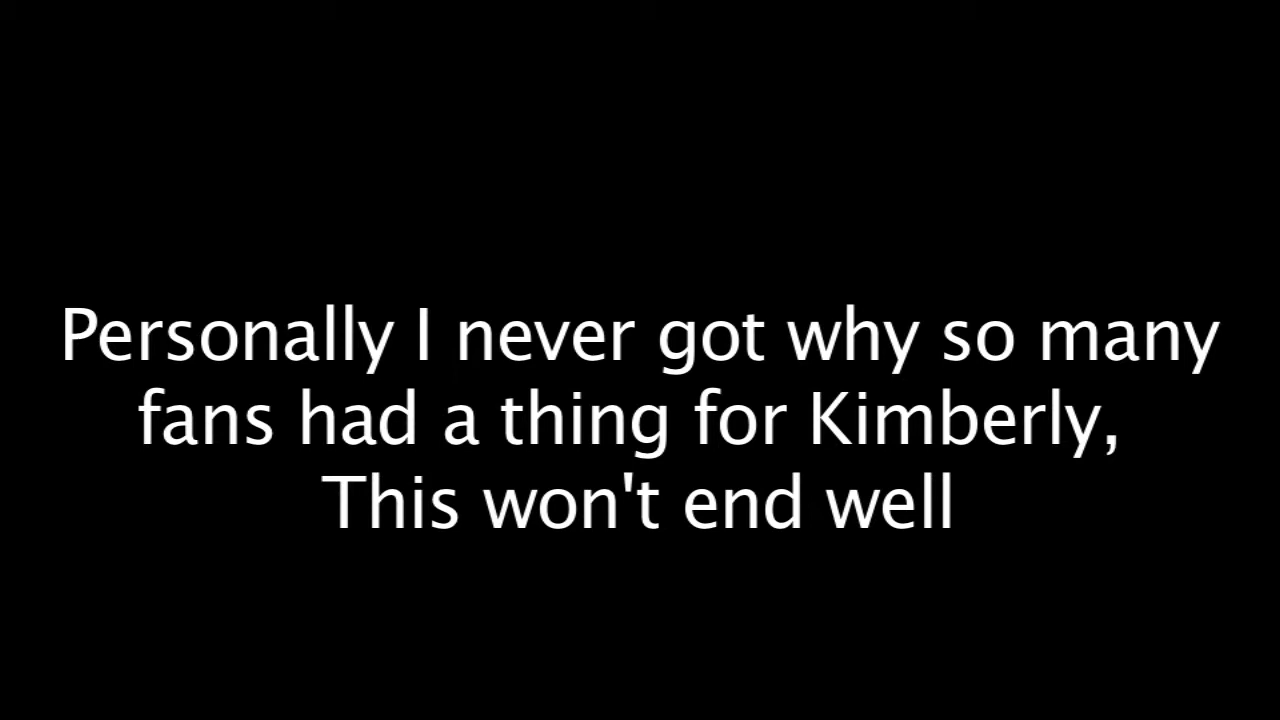 Personally I never got why so many
fans had a thing for Kimberly,
This won't end well